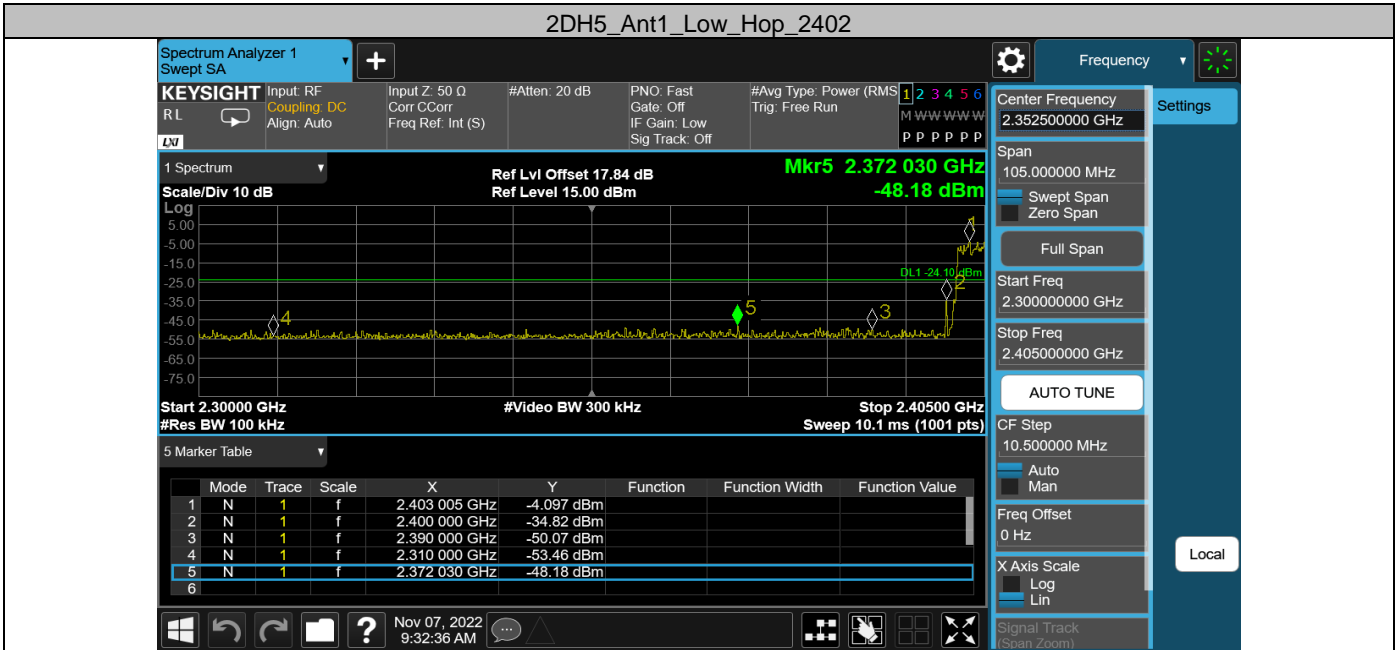 2DH5_Ant1_Low_Hop_2402
Spectrum Analyzer 1
Swept SA
Frequency
KEYSIGHT
RL
LXI
Input: RF
Coupling: DC
Align: Auto
Input Z: 50 Ω
Corr CCorr
Freq Ref: Int (S)
#Atten: 20 dB
PNO: Fast
Gate: Off
IF Gain: Low
Sig Track: Off
#Avg Type: Power (RMS
Trig: Free Run
1 2 3 4 5 6
M W W W W W
P P P P P P
1 Spectrum
Scale/Div 10 dB
Log
Ref Lvl Offset 17.84 dB
Ref Level 15.00 dBm
Mkr5 2.372 030 GHz
-48.18 dBm
5.00
-5.00
-15.0
-25.0
-35.0
-45.0
-55.0
-65.0
-75.0
1
DL1 -24.10 dBm
2
5
3
4
Start 2.30000 GHz
#Video BW 300 kHz
Stop 2.40500 GHz
#Res BW 100 kHz
Sweep 10.1 ms (1001 pts)
5 Marker Table
Mode Trace Scale X Y Function Function Width Function Value
1 N 1 f 2.403 005 GHz -4.097 dBm
2 N 1 f 2.400 000 GHz -34.82 dBm
3 N 1 f 2.390 000 GHz -50.07 dBm
4 N 1 f 2.310 000 GHz -53.46 dBm
5 N 1 f 2.372 030 GHz -48.18 dBm
6
Center Frequency
2.352500000 GHz
Settings
Span
105.000000 MHz
Swept Span
Zero Span
Full Span
Start Freq
2.300000000 GHz
Stop Freq
2.405000000 GHz
AUTO TUNE
CF Step
10.500000 MHz
Auto
Man
Freq Offset
0 Hz
X Axis Scale
Log
Lin
Signal Track
(Span Zoom)
Local
?
Nov 07, 2022
9:32:36 AM